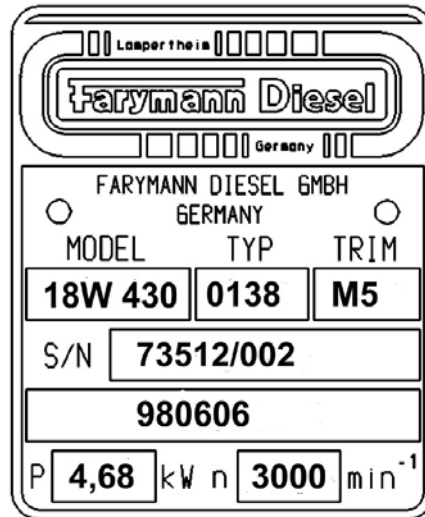 Lampertheim
Farymann Diesel
Germany
FARYMANN DIESEL GMBH
GERMANY
MODEL TYP TRIM
18W 430 0138 M5
S/N 73512/002
980606
P 4,68 kW n 3000 min⁻¹